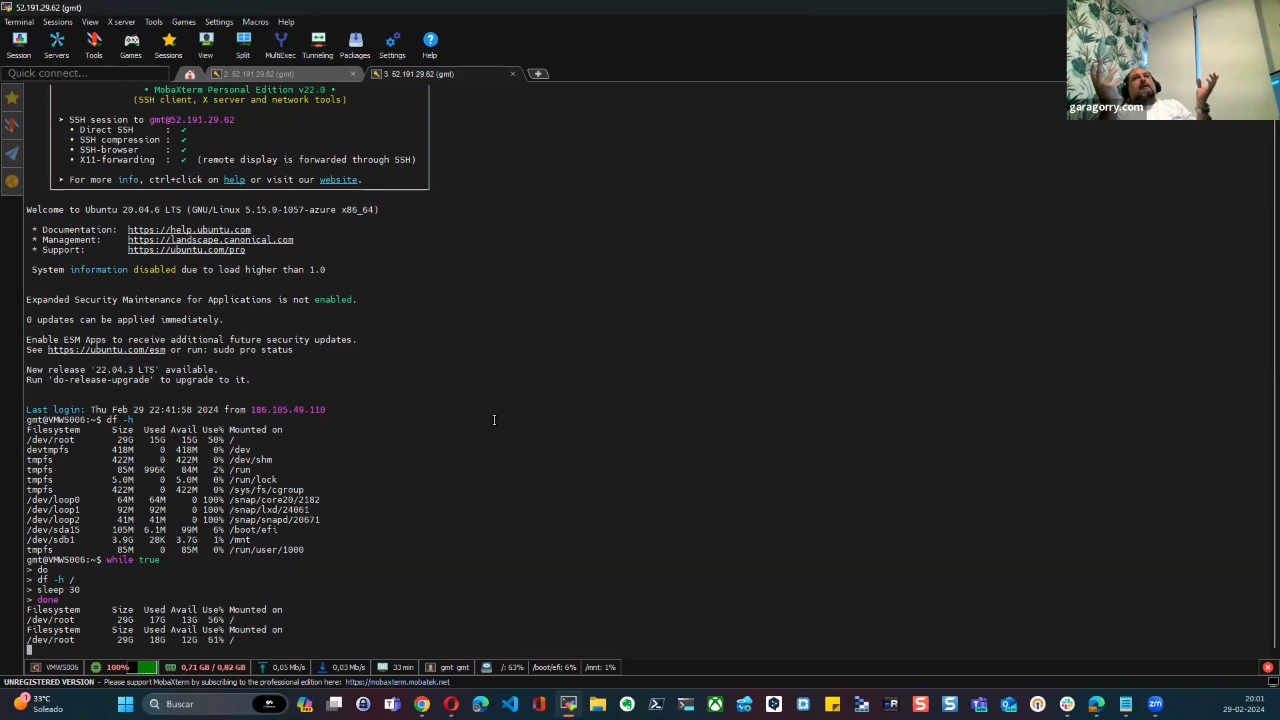 52.191.29.62 (gmt)
Terminal Sessions View X server Tools Games Settings Macros Help
Session Servers Tools Games Sessions View Split MultiExec Tunneling Packages Settings Help
Quick connect...
2. 52.191.29.62 (gmt)
3. 52.191.29.62 (gmt)
garagorry.com
• MobaXterm Personal Edition v22.0 •
(SSH client, X server and network tools)
➤ SSH session to gmt@52.191.29.62
• Direct SSH : ✓
• SSH compression : ✓
• SSH-browser : ✓
• X11-forwarding : ✓ (remote display is forwarded through SSH)
➤ For more info, ctrl+click on help or visit our website.
Welcome to Ubuntu 20.04.6 LTS (GNU/Linux 5.15.0-1057-azure x86_64)
* Documentation: https://help.ubuntu.com
* Management: https://landscape.canonical.com
* Support: https://ubuntu.com/pro
System information disabled due to load higher than 1.0
Expanded Security Maintenance for Applications is not enabled.
0 updates can be applied immediately.
Enable ESM Apps to receive additional future security updates.
See https://ubuntu.com/esm or run: sudo pro status
New release '22.04.3 LTS' available.
Run 'do-release-upgrade' to upgrade to it.
Last login: Thu Feb 29 22:41:58 2024 from 186.105.49.110
gmt@VMWS006:~$ df -h
Filesystem Size Used Avail Use% Mounted on
/dev/root 29G 15G 15G 50% /
devtmpfs 418M 0 418M 0% /dev
tmpfs 422M 0 422M 0% /dev/shm
tmpfs 85M 996K 84M 2% /run
tmpfs 5.0M 0 5.0M 0% /run/lock
tmpfs 422M 0 422M 0% /sys/fs/cgroup
/dev/loop0 64M 64M 0 100% /snap/core20/2182
/dev/loop1 92M 92M 0 100% /snap/lxd/24061
/dev/loop2 41M 41M 0 100% /snap/snapd/20671
/dev/sda15 105M 6.1M 99M 6% /boot/efi
/dev/sdb1 3.9G 28K 3.7G 1% /mnt
tmpfs 85M 0 85M 0% /run/user/1000
gmt@VMWS006:~$ while true
> do
> df -h /
> sleep 30
> done
Filesystem Size Used Avail Use% Mounted on
/dev/root 29G 17G 13G 56% /
Filesystem Size Used Avail Use% Mounted on
/dev/root 29G 18G 12G 61% /
VMWS006 100% 0,71 GB / 0,82 GB 0,05 Mb/s 0,03 Mb/s 33 min gmt gmt /: 63% /boot/efi: 6% /mnt: 1%
UNREGISTERED VERSION - Please support MobaXterm by subscribing to the professional edition here: https://mobaxterm.mobatek.net
33°C
Soleado
Buscar
20:01
29-02-2024